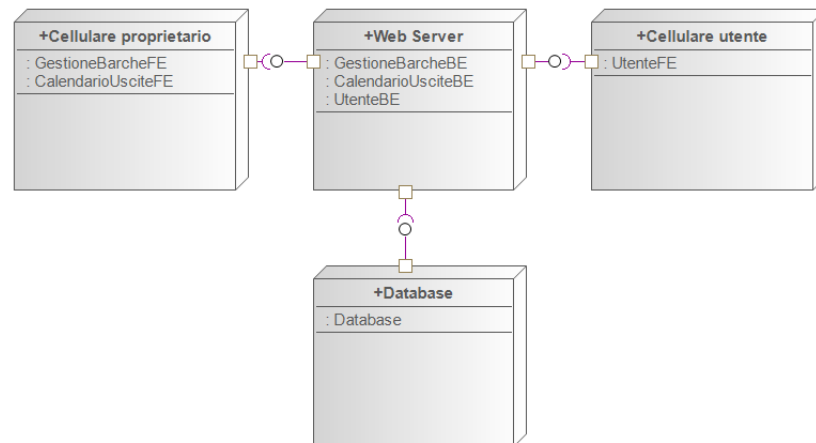 +Cellulare proprietario
: GestioneBarcheFE
: CalendarioUsciteFE
+Web Server
: GestioneBarcheBE
: CalendarioUsciteBE
: UtenteBE
+Cellulare utente
: UtenteFE
+Database
: Database